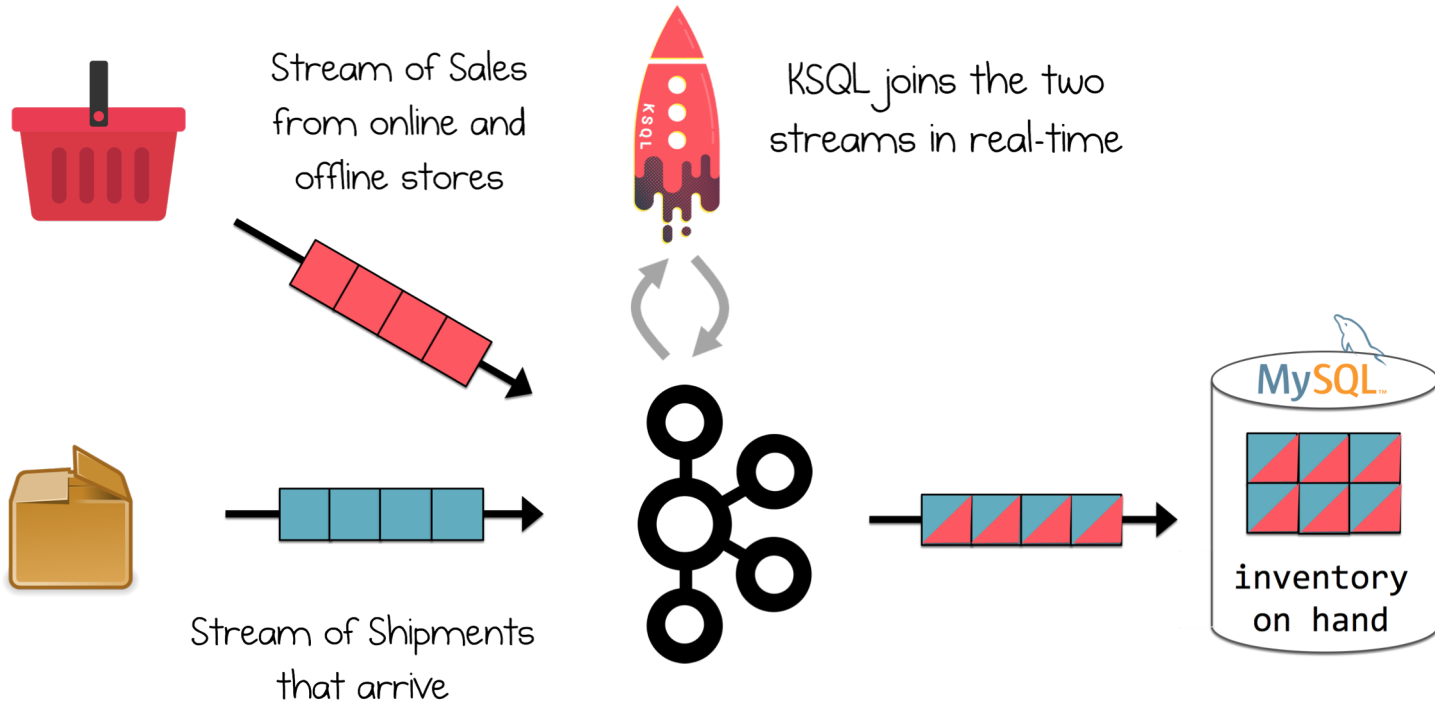 Stream of Sales
from online and
offline stores
KSQL
KSQL joins the two
streams in real-time
MySQL™
inventory
on hand
Stream of Shipments
that arrive